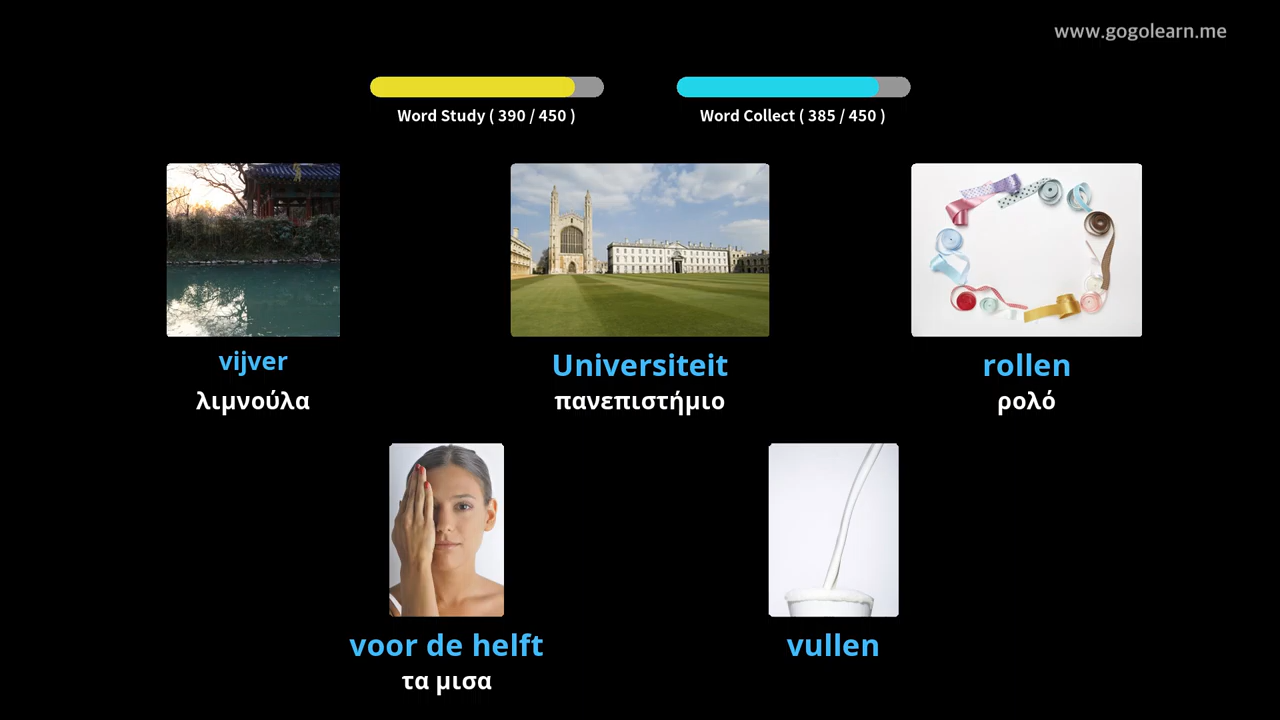 www.gogolearn.me
Word Study ( 390 / 450 )
Word Collect ( 385 / 450 )
vijver
λιμνούλα
Universiteit
πανεπιστήμιο
rollen
ρολό
voor de helft
τα μισα
vullen